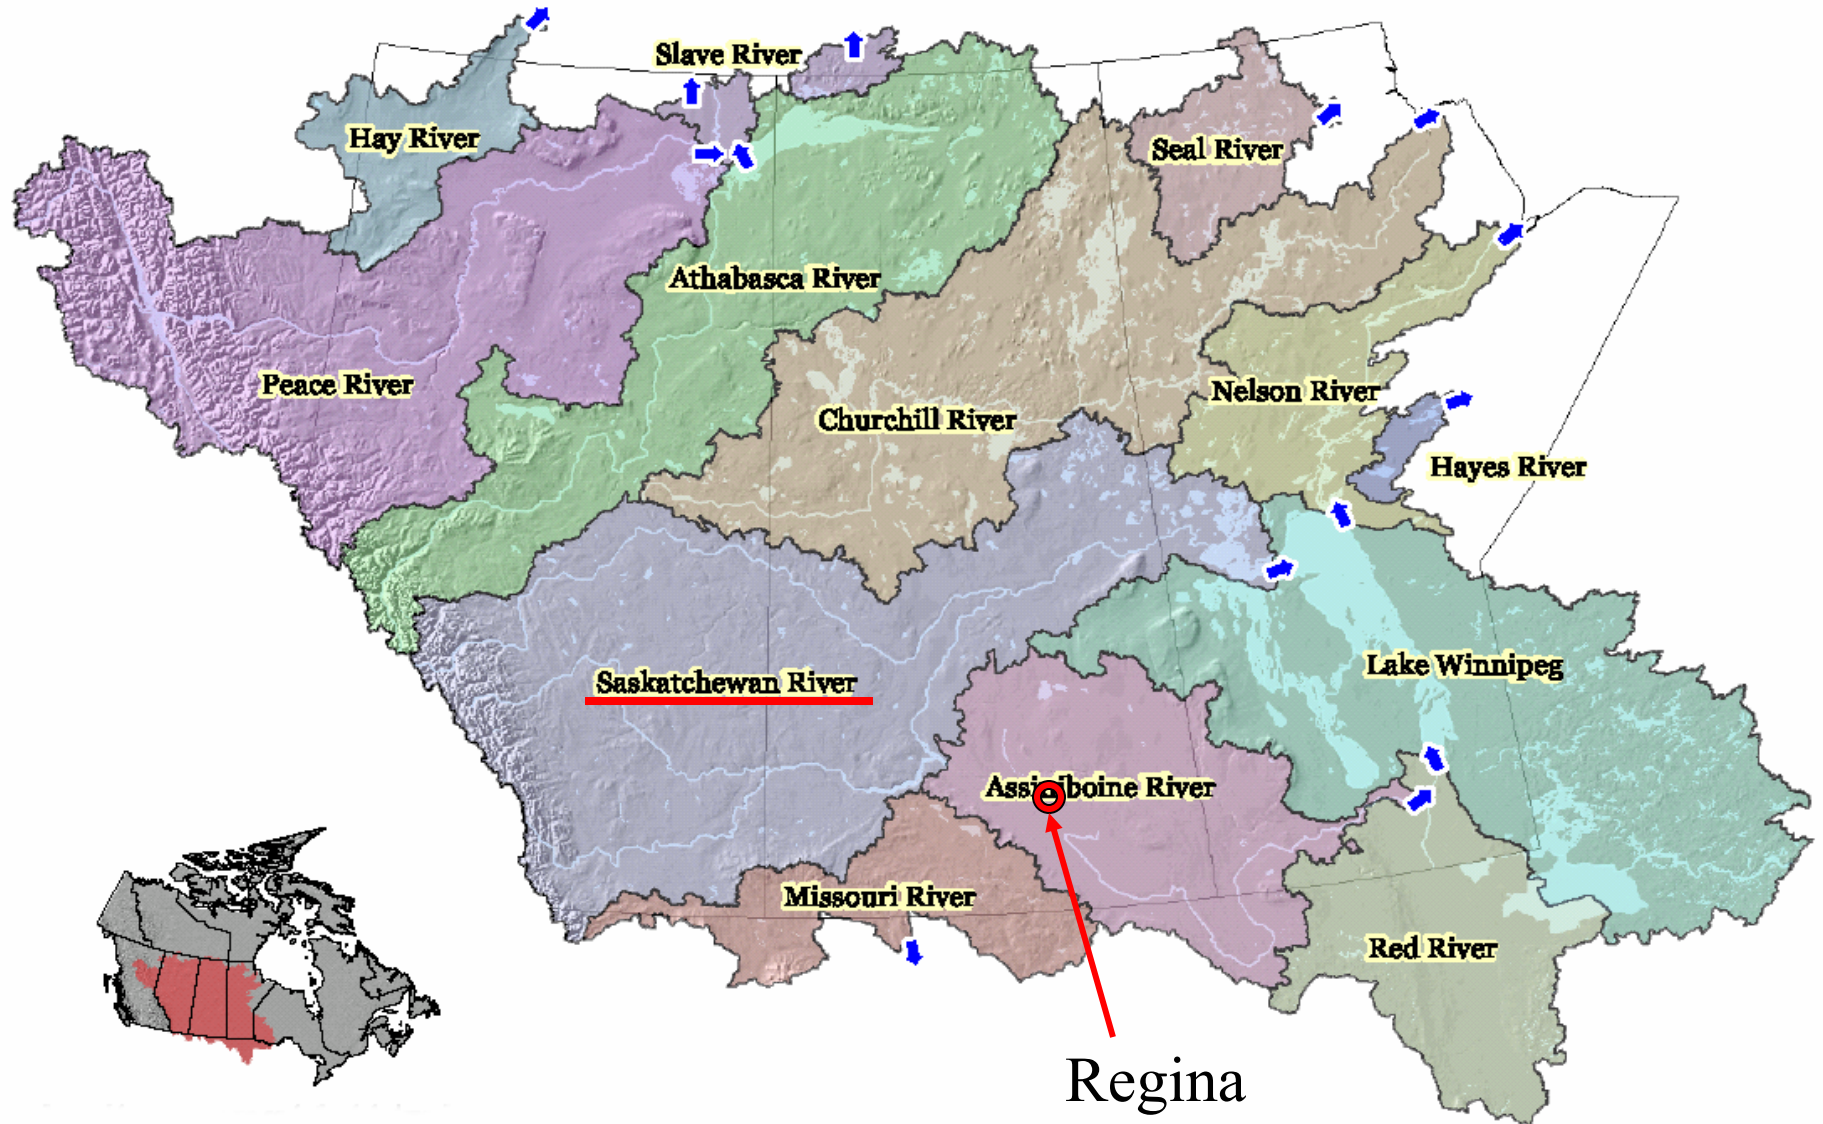 Slave River
Hay River
Seal River
Athabasca River
Peace River
Nelson River
Churchill River
Hayes River
Lake Winnipeg
Saskatchewan River
Assiniboine River
Missouri River
Red River
Regina